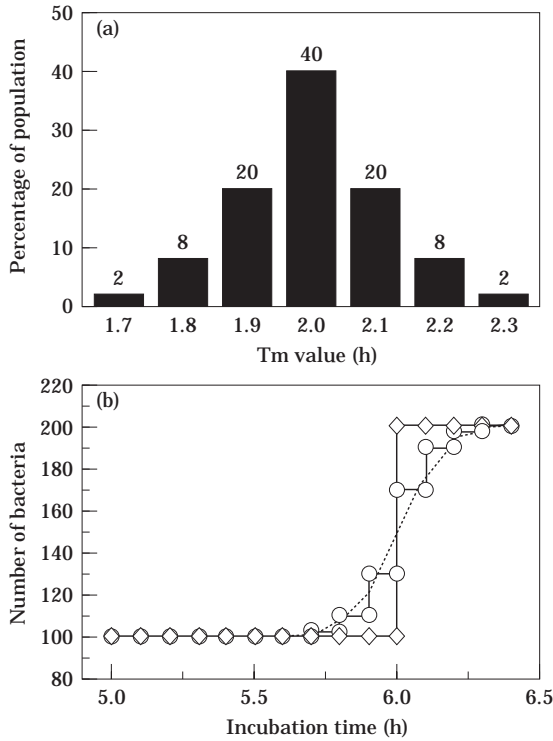 (a)
Percentage of population
50
40
30
20
10
0
2
8
20
40
20
8
2
1.7 1.8 1.9 2.0 2.1 2.2 2.3
Tm value (h)
(b)
Number of bacteria
220
200
180
160
140
120
100
80
5.0 5.5 6.0 6.5
Incubation time (h)